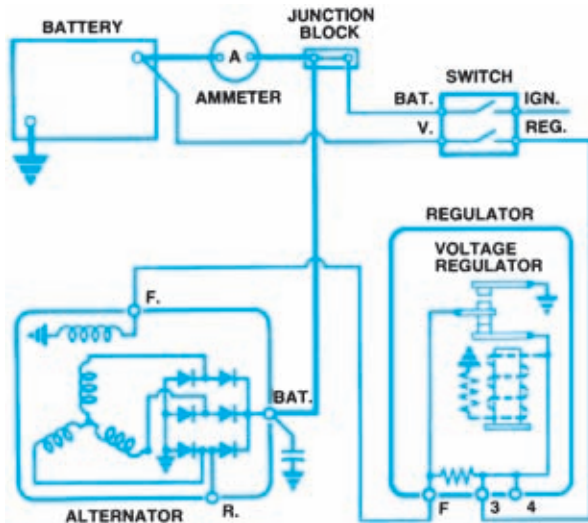 BATTERY
JUNCTION
BLOCK
A
AMMETER
SWITCH
BAT. IGN.
V. REG.
REGULATOR
VOLTAGE
REGULATOR
F.
BAT.
ALTERNATOR R.
F 3 4